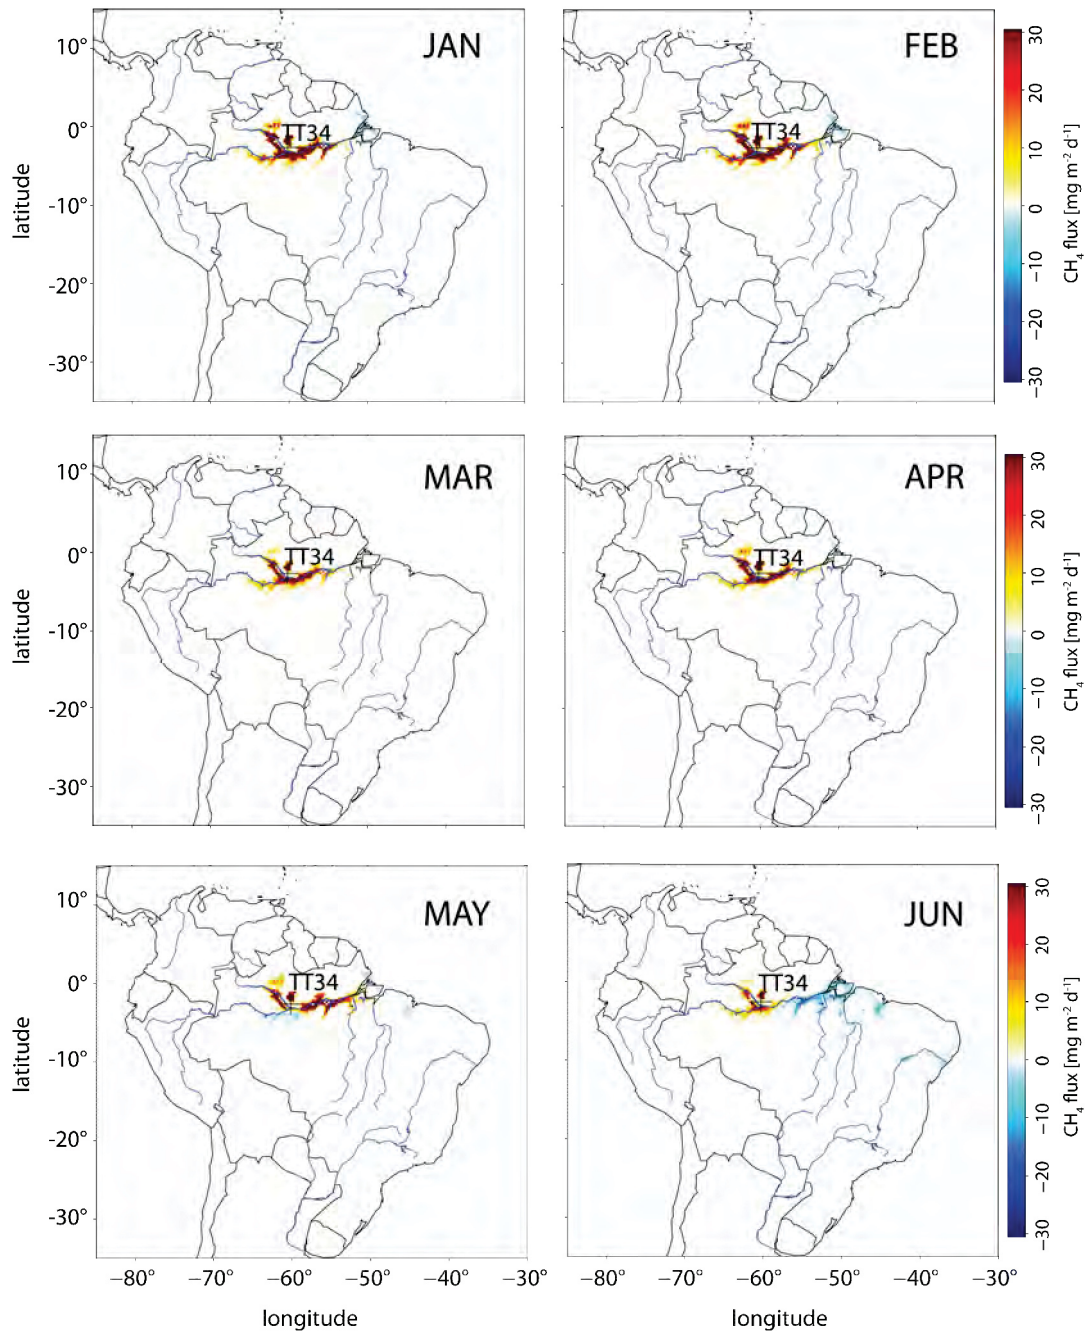 JAN
FEB
10°
0°
-10°
-20°
-30°
latitude
TT34
TT34
30
20
10
0
−10
−20
−30
CH₄ flux [mg m⁻² d⁻¹]
MAR
APR
10°
0°
-10°
-20°
-30°
latitude
TT34
TT34
30
20
10
0
−10
−20
−30
CH₄ flux [mg m⁻² d⁻¹]
MAY
JUN
10°
0°
-10°
-20°
-30°
latitude
TT34
TT34
30
20
10
0
−10
−20
−30
CH₄ flux [mg m⁻² d⁻¹]
−80° −70° −60° −50° −40° −30°
−80° −70° −60° −50° −40° −30°
longitude
longitude